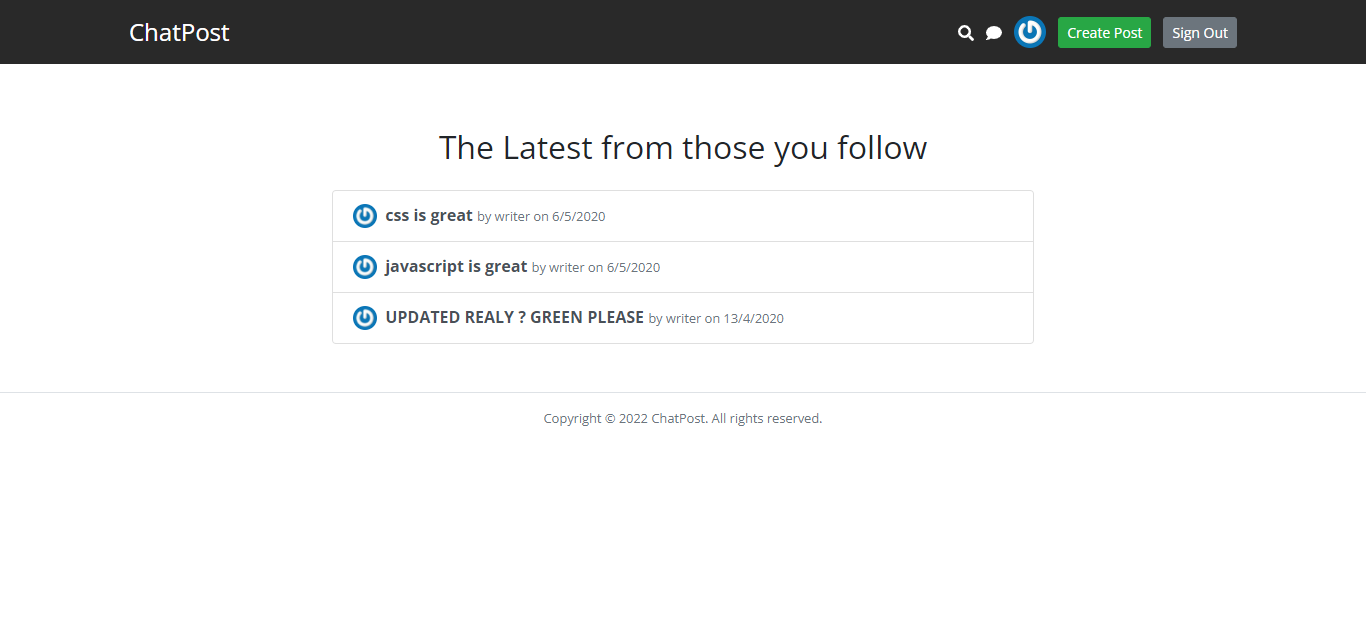 ChatPost
Create Post
Sign Out
The Latest from those you follow
css is great by writer on 6/5/2020
javascript is great by writer on 6/5/2020
UPDATED REALY ? GREEN PLEASE by writer on 13/4/2020
Copyright © 2022 ChatPost. All rights reserved.